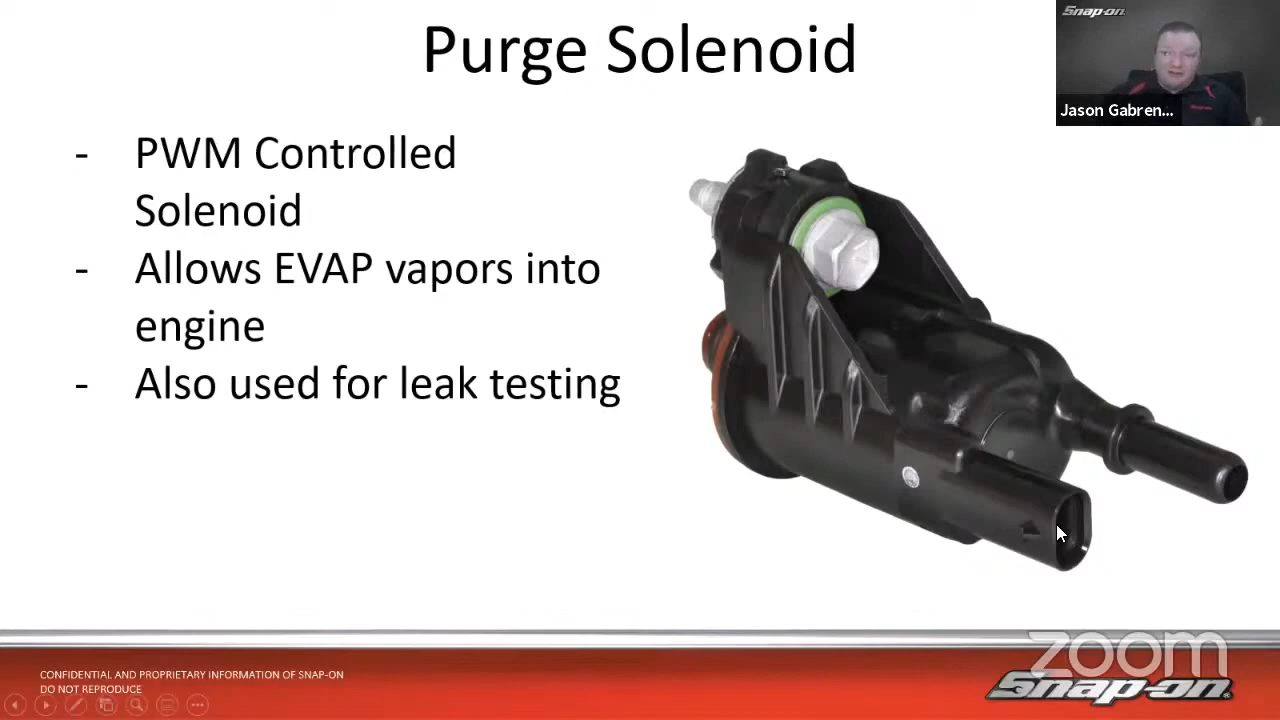 Purge Solenoid
Snap-on
Jason Gabren...
- PWM Controlled
Solenoid
- Allows EVAP vapors into
engine
- Also used for leak testing
zoom
CONFIDENTIAL AND PROPRIETARY INFORMATION OF SNAP-ON
DO NOT REPRODUCE
Snap-on